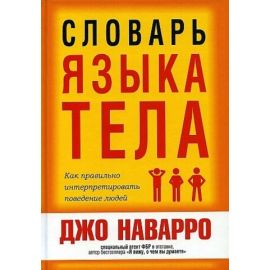 СЛОВАРЬ
ЯЗЫКА
ТЕЛА
Как правильно
интерпретировать
поведение людей
ДЖО НАВАРРО
специальный агент ФБР в отставке,
автор бестселлера «Я вижу, о чем вы думаете»